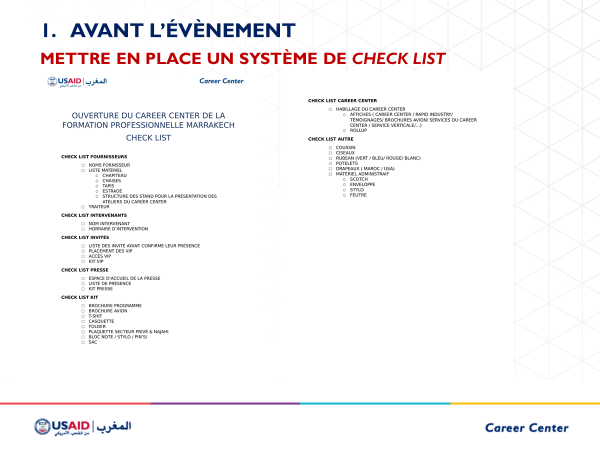 1. AVANT L’ÉVÈNEMENT
METTRE EN PLACE UN SYSTÈME DE CHECK LIST
USAID المغرب
من الشعب الأمريكي
Career Center
OUVERTURE DU CAREER CENTER DE LA
FORMATION PROFESSIONNELLE MARRAKECH
CHECK LIST
CHECK LIST FOURNISSEURS
NOMS FORNISSEUR
LISTE MATÉRIEL
CHAPITEAU
CHAISES
TAPIS
ESTRADE
STRUCTURE DES STAND POUR LA PRÉSENTATION DES
ATELIERS DU CAREER CENTER
TRAITEUR
CHECK LIST INTERVENANTS
NOM INTERVENANT
HORRAIRE D’INTERVENTION
CHECK LIST INVITÉS
LISTE DES INVITÉ AYANT CONFIRMÉ LEUR PRÉSENCE
PLACEMENT DES VIP
ACCÈS VIP
KIT VIP
CHECK LIST PRESSE
ESPACE D’ACCUEIL DE LA PRESSE
LISTE DE PRÉSENCE
KIT PRESSE
CHECK LIST KIT
BROCHURE PROGRAMME
BROCHURE AVION
T-SHIT
CASQUETTE
FOLDER
PLAQUETTE SECTEUR PRIVÉ & NAJAHI
BLOC NOTE / STYLO / PIN’S/
SAC
CHECK LIST CAREER CENTER
HABILLAGE DU CAREER CENTER
AFFICHES ( CAREER CENTER / RAPID INDUSTRY/
TÉMOIGNAGES/ BROCHURES AVION/ SERVICES DU CAREER
CENTER / SERVICE VERTICALE/...)
ROLLUP
CHECK LIST AUTRE
COUSSIN
CISEAUX
RUBEAN (VERT / BLEU/ ROUGE/ BLANC)
POTELETS
DRAPEAUX ( MAROC / USA)
MATÉRIEL ADMINISTRAIF
SCOTCH
ENVELOPPE
STYLO
FEUTRE
USAID المغرب
من الشعب الأمريكي
Career Center